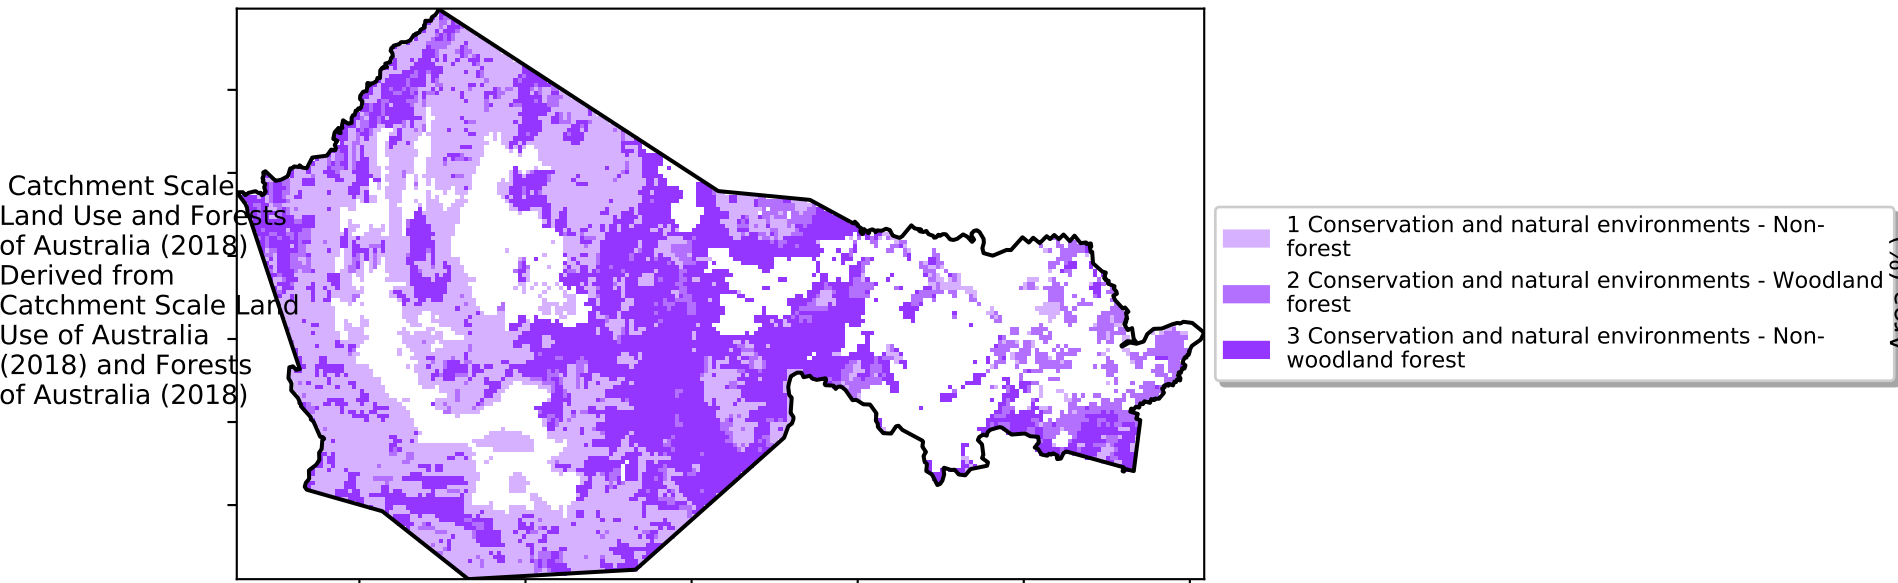 Catchment Scale
Land Use and Forests
of Australia (2018)
Derived from
Catchment Scale Land
Use of Australia
(2018) and Forests
of Australia (2018)
1 Conservation and natural environments - Non-
forest
2 Conservation and natural environments - Woodland
forest
3 Conservation and natural environments - Non-
woodland forest